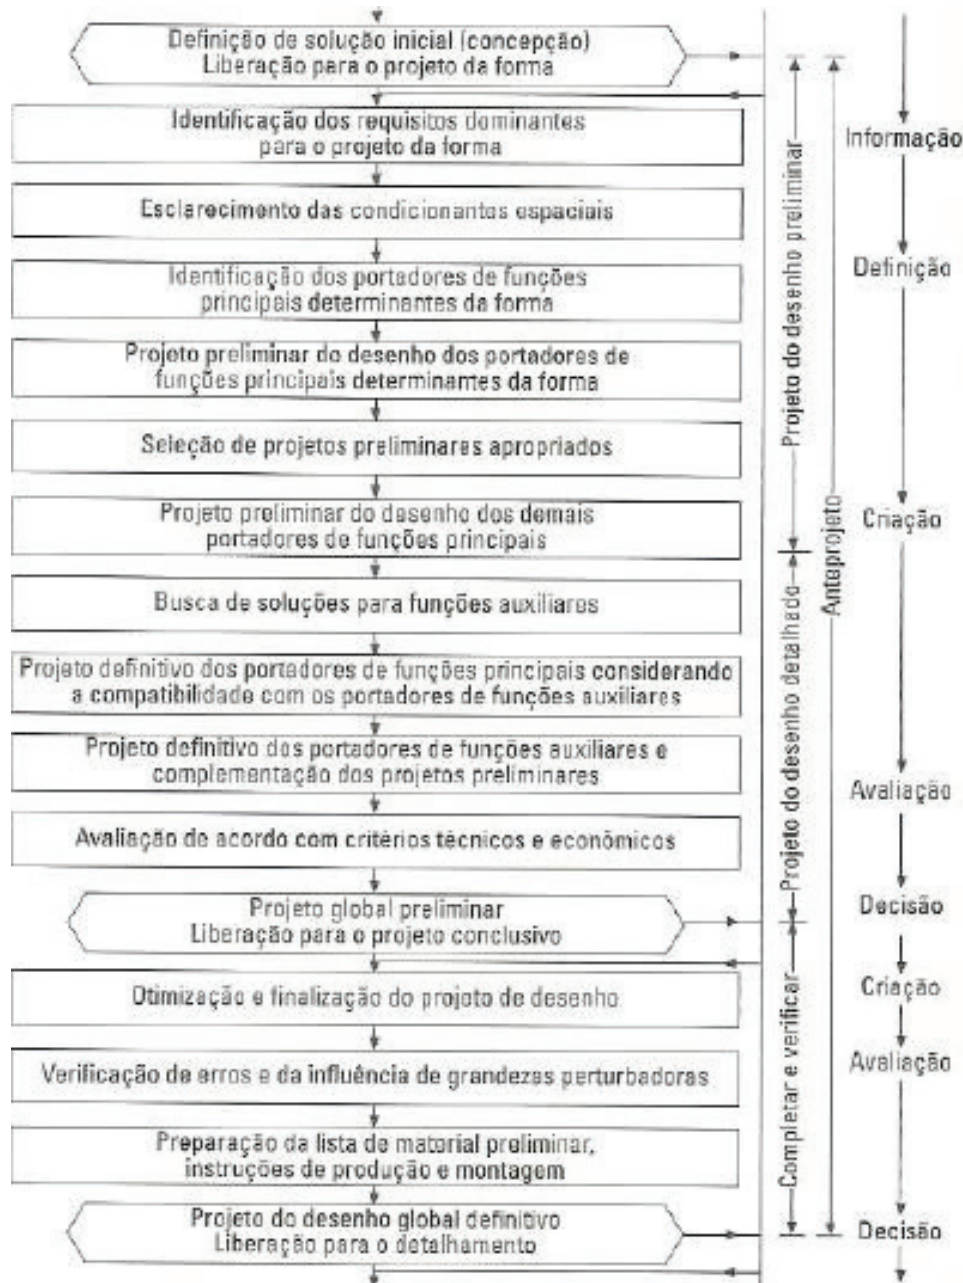 Definição de solução inicial (concepção)
Liberação para o projeto da forma
Identificação dos requisitos dominantes
para o projeto da forma
Esclarecimento das condicionantes espaciais
Identificação dos portadores de funções
principais determinantes da forma
Projeto preliminar do desenho dos portadores de
funções principais determinantes da forma
Seleção de projetos preliminares apropriados
Projeto preliminar do desenho dos demais
portadores de funções principais
Busca de soluções para funções auxiliares
Projeto definitivo dos portadores de funções principais considerando
a compatibilidade com os portadores de funções auxiliares
Projeto definitivo dos portadores de funções auxiliares e
complementação dos projetos preliminares
Avaliação de acordo com critérios técnicos e econômicos
Projeto global preliminar
Liberação para o projeto conclusivo
Otimização e finalização do projeto de desenho
Verificação de erros e da influência de grandezas perturbadoras
Preparação da lista de material preliminar,
instruções de produção e montagem
Projeto do desenho global definitivo
Liberação para o detalhamento
Projeto do desenho preliminar
Projeto do desenho detalhado
Completar e verificar
Anteprojeto
Informação
Definição
Criação
Avaliação
Decisão
Criação
Avaliação
Decisão